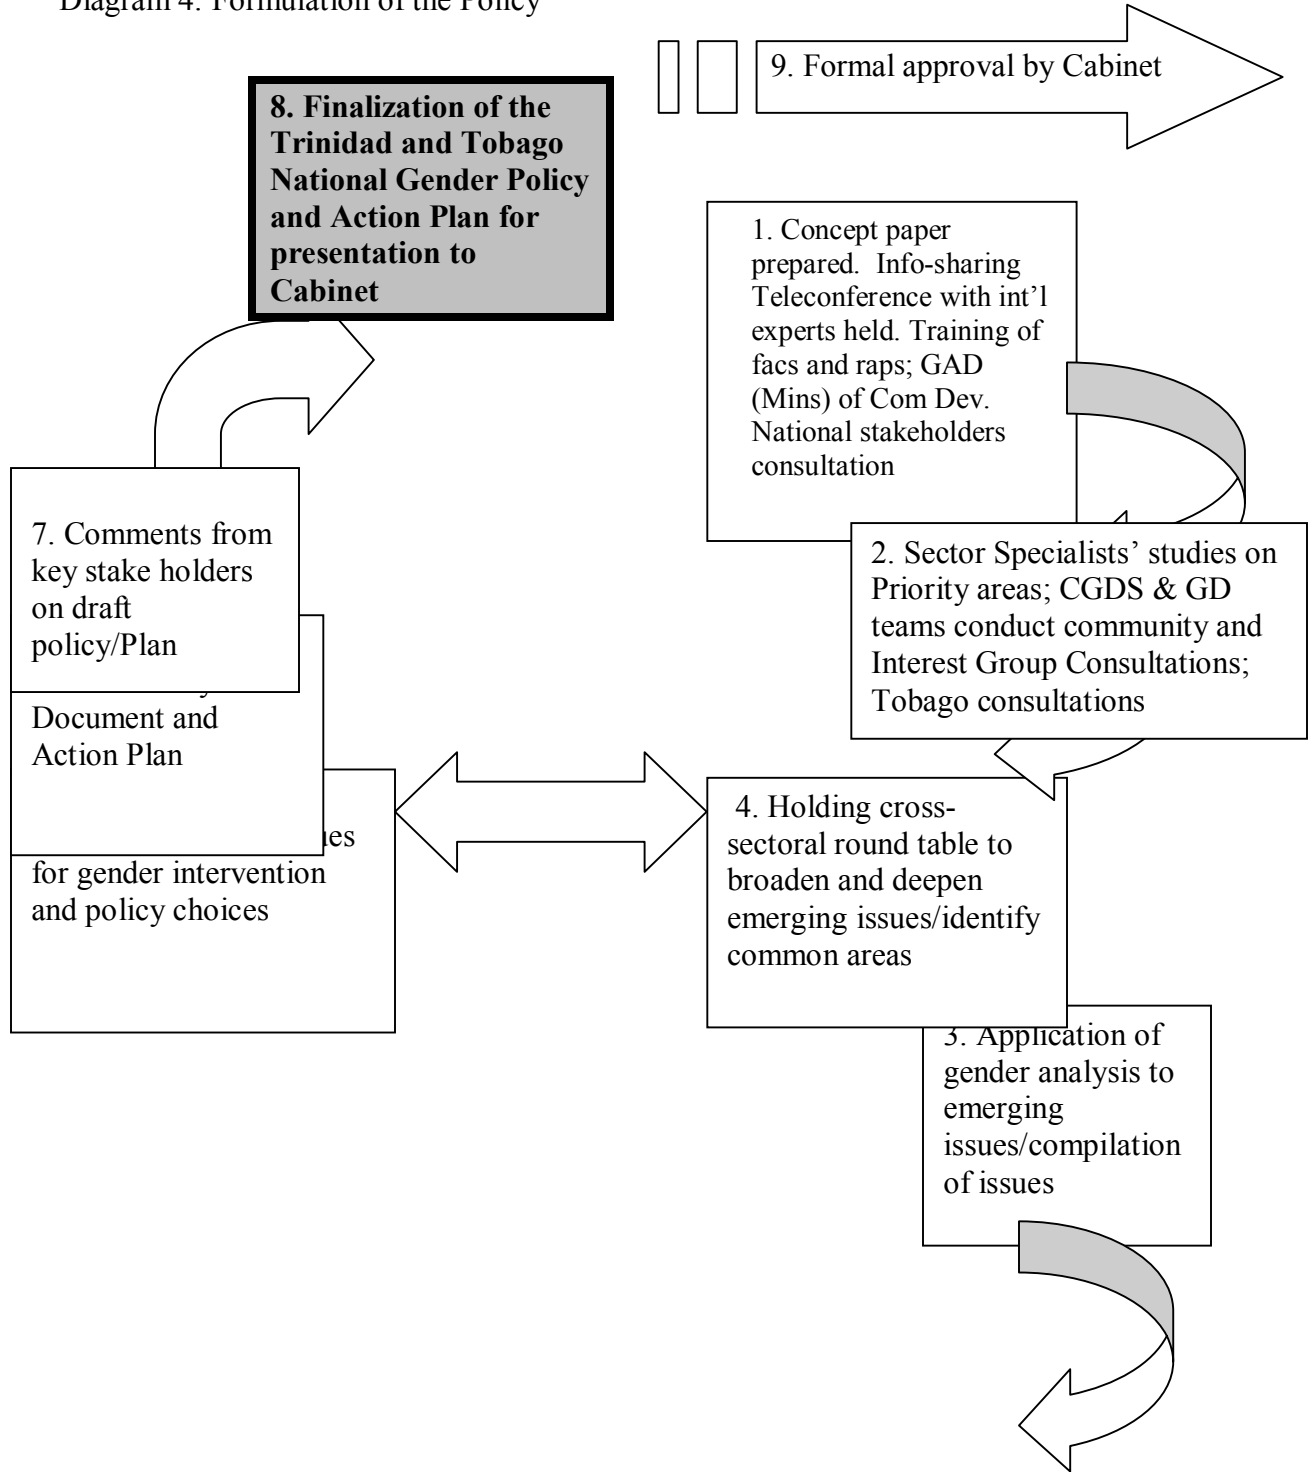 Diagram 4: Formulation of the Policy
9. Formal approval by Cabinet
8. Finalization of the
Trinidad and Tobago
National Gender Policy
and Action Plan for
presentation to
Cabinet
1. Concept paper
prepared. Info-sharing
Teleconference with int'l
experts held. Training of
facs and raps; GAD
(Mins) of Com Dev.
National stakeholders
consultation
2. Sector Specialists' studies on
Priority areas; CGDS & GD
teams conduct community and
Interest Group Consultations;
Tobago consultations
7. Comments from
key stake holders
on draft
policy/Plan
Document and
Action Plan
for gender intervention
and policy choices
4. Holding cross-
sectoral round table to
broaden and deepen
emerging issues/identify
common areas
3. Application of
gender analysis to
emerging
issues/compilation
of issues